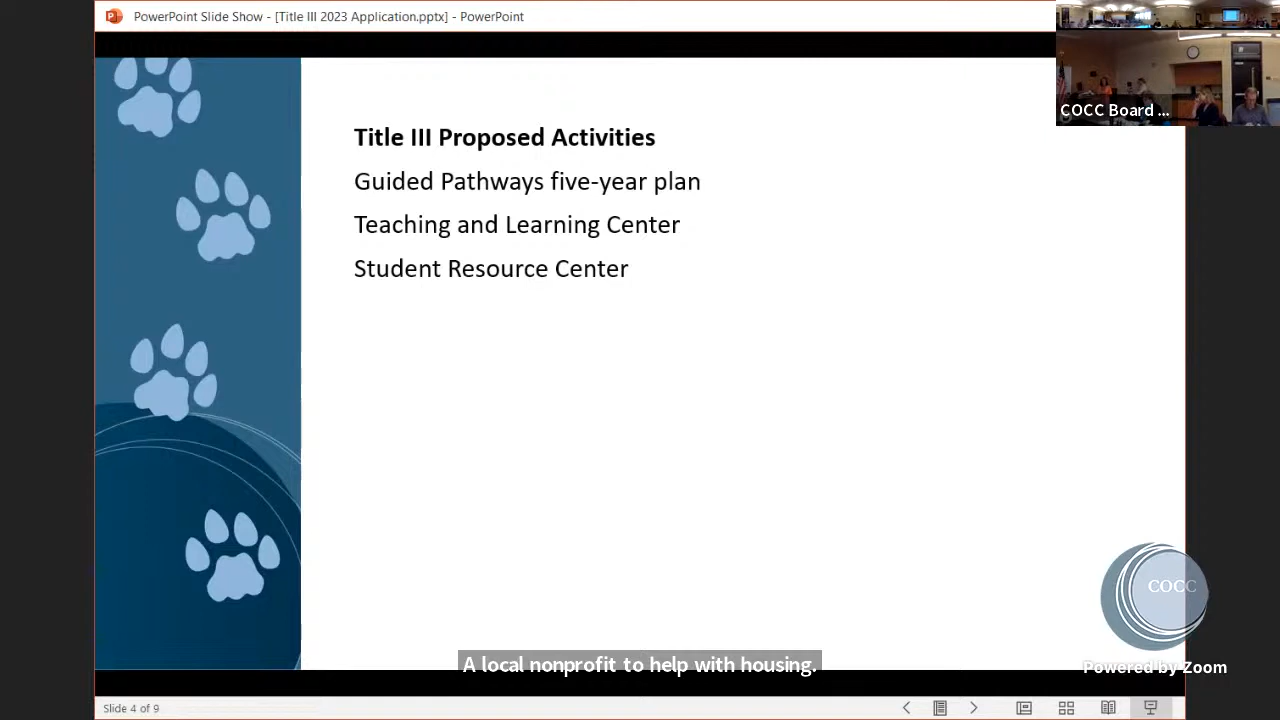 PowerPoint Slide Show - [Title III 2023 Application.pptx] - PowerPoint
COCC Board ...
Title III Proposed Activities
Guided Pathways five-year plan
Teaching and Learning Center
Student Resource Center
COCC
A local nonprofit to help with housing.
Powered by Zoom
Slide 4 of 9